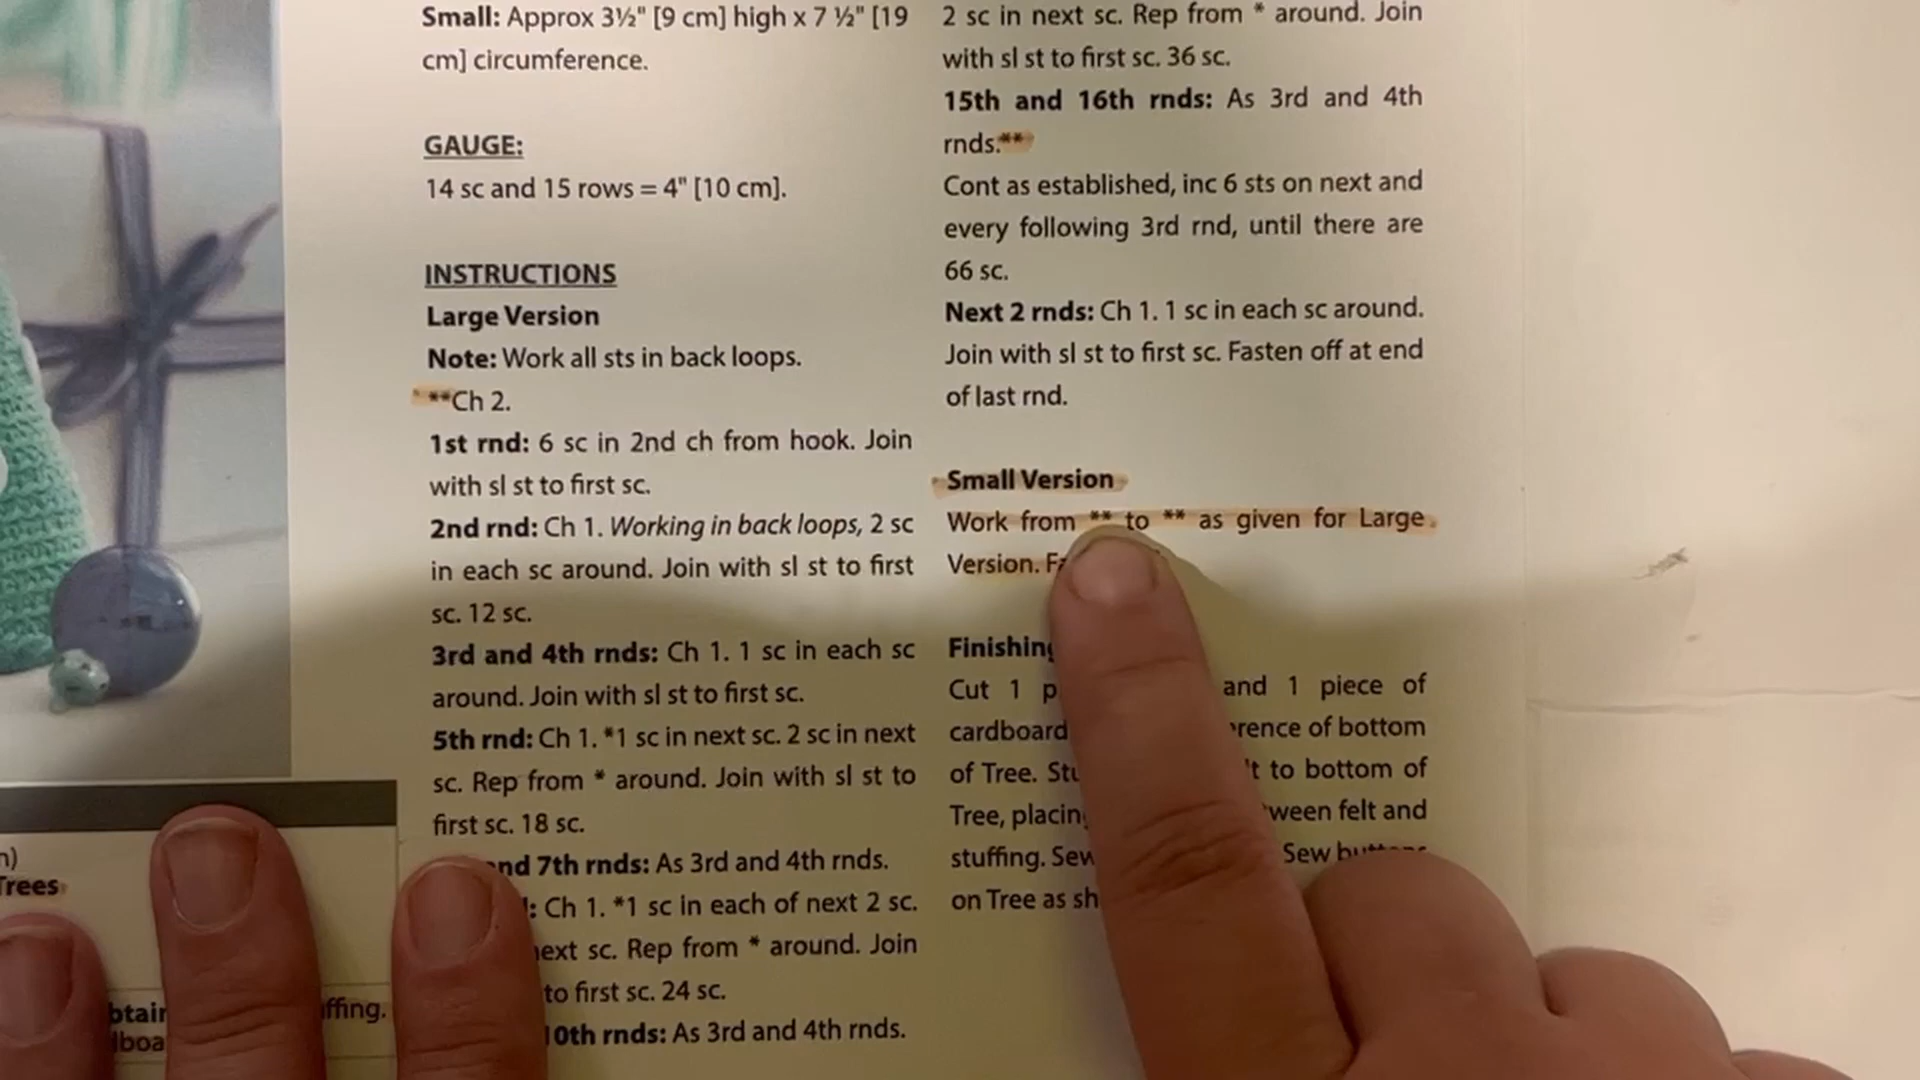 Small: Approx 3½" [9 cm] high x 7 ½" [19
cm] circumference.
GAUGE:
14 sc and 15 rows = 4" [10 cm].
INSTRUCTIONS
Large Version
Note: Work all sts in back loops.
**Ch 2.
1st rnd: 6 sc in 2nd ch from hook. Join
with sl st to first sc.
2nd rnd: Ch 1. Working in back loops, 2 sc
in each sc around. Join with sl st to first
sc. 12 sc.
3rd and 4th rnds: Ch 1. 1 sc in each sc
around. Join with sl st to first sc.
5th rnd: Ch 1. *1 sc in next sc. 2 sc in next
sc. Rep from * around. Join with sl st to
first sc. 18 sc.
7th rnds: As 3rd and 4th rnds.
Ch 1. *1 sc in each of next 2 sc.
sc. Rep from * around. Join
to first sc. 24 sc.
rnds: As 3rd and 4th rnds.
2 sc in next sc. Rep from * around. Join
with sl st to first sc. 36 sc.
15th and 16th rnds: As 3rd and 4th
rnds.**
Cont as established, inc 6 sts on next and
every following 3rd rnd, until there are
66 sc.
Next 2 rnds: Ch 1. 1 sc in each sc around.
Join with sl st to first sc. Fasten off at end
of last rnd.
Small Version
Work from ** to ** as given for Large
Version.
Cut 1 and 1 piece of
cardboard of bottom
of Tree. to bottom of
Tree, felt and
stuffing. Sew Sew
on Tree as
Trees